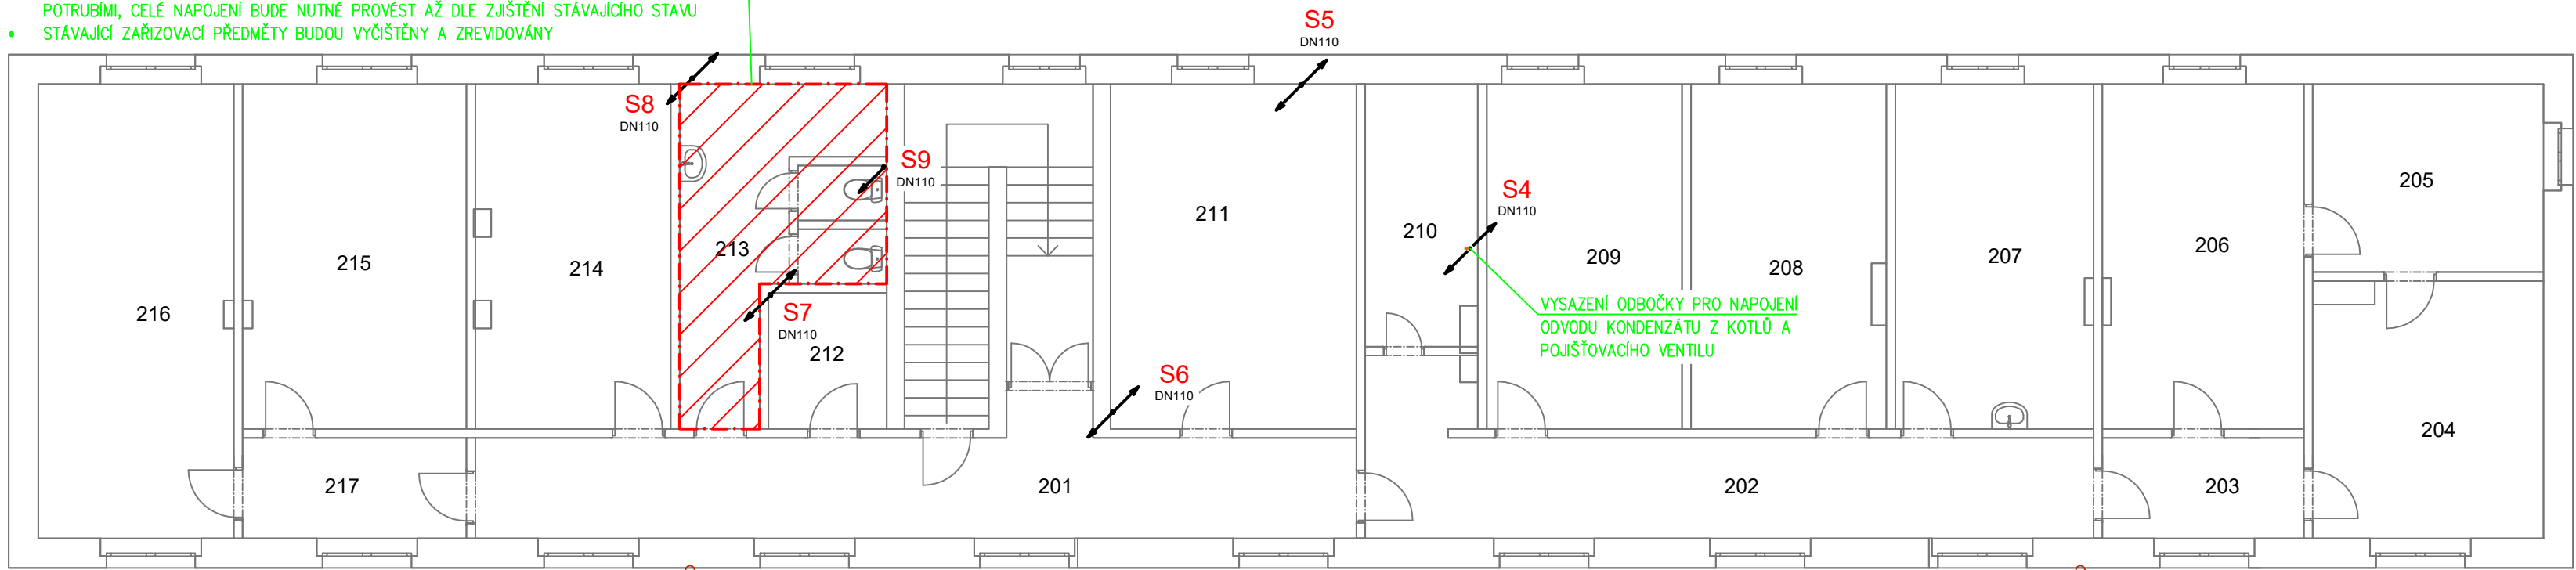 POTRUBÍMI, CELÉ NAPOJENÍ BUDE NUTNÉ PROVÉST AŽ DLE ZJIŠTĚNÍ STÁVAJÍCÍHO STAVU
• STÁVAJÍCÍ ZAŘIZOVACÍ PŘEDMĚTY BUDOU VYČIŠTĚNY A ZREVIDOVÁNY
S5
DN110
S8
DN110
S9
DN110
S4
DN110
205
211
210
213
215
214
209
208
207
206
216
VYSAZENÍ ODBOČKY PRO NAPOJENÍ
ODVODU KONDENZÁTU Z KOTLŮ A
POJIŠŤOVACÍHO VENTILU
S7
DN110
212
S6
DN110
204
217
201
202
203